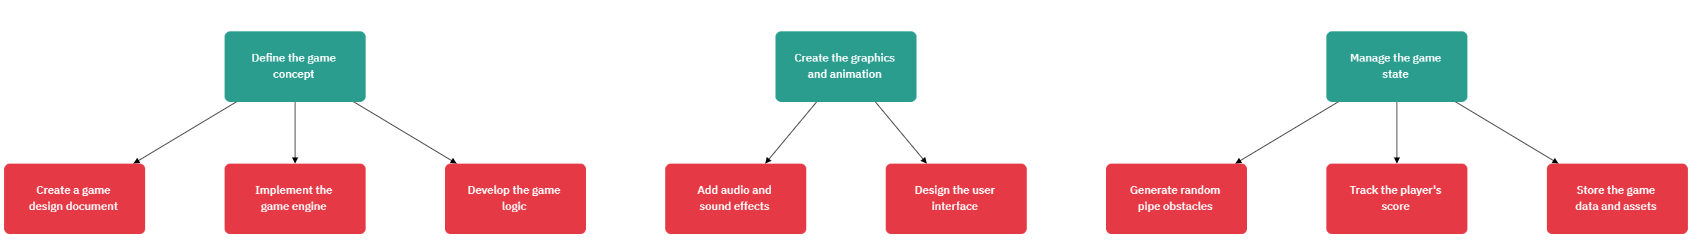 Define the game
concept
Create the graphics
and animation
Manage the game
state
Create a game
design document
Implement the
game engine
Develop the game
logic
Add audio and
sound effects
Design the user
interface
Generate random
pipe obstacles
Track the player's
score
Store the game
data and assets